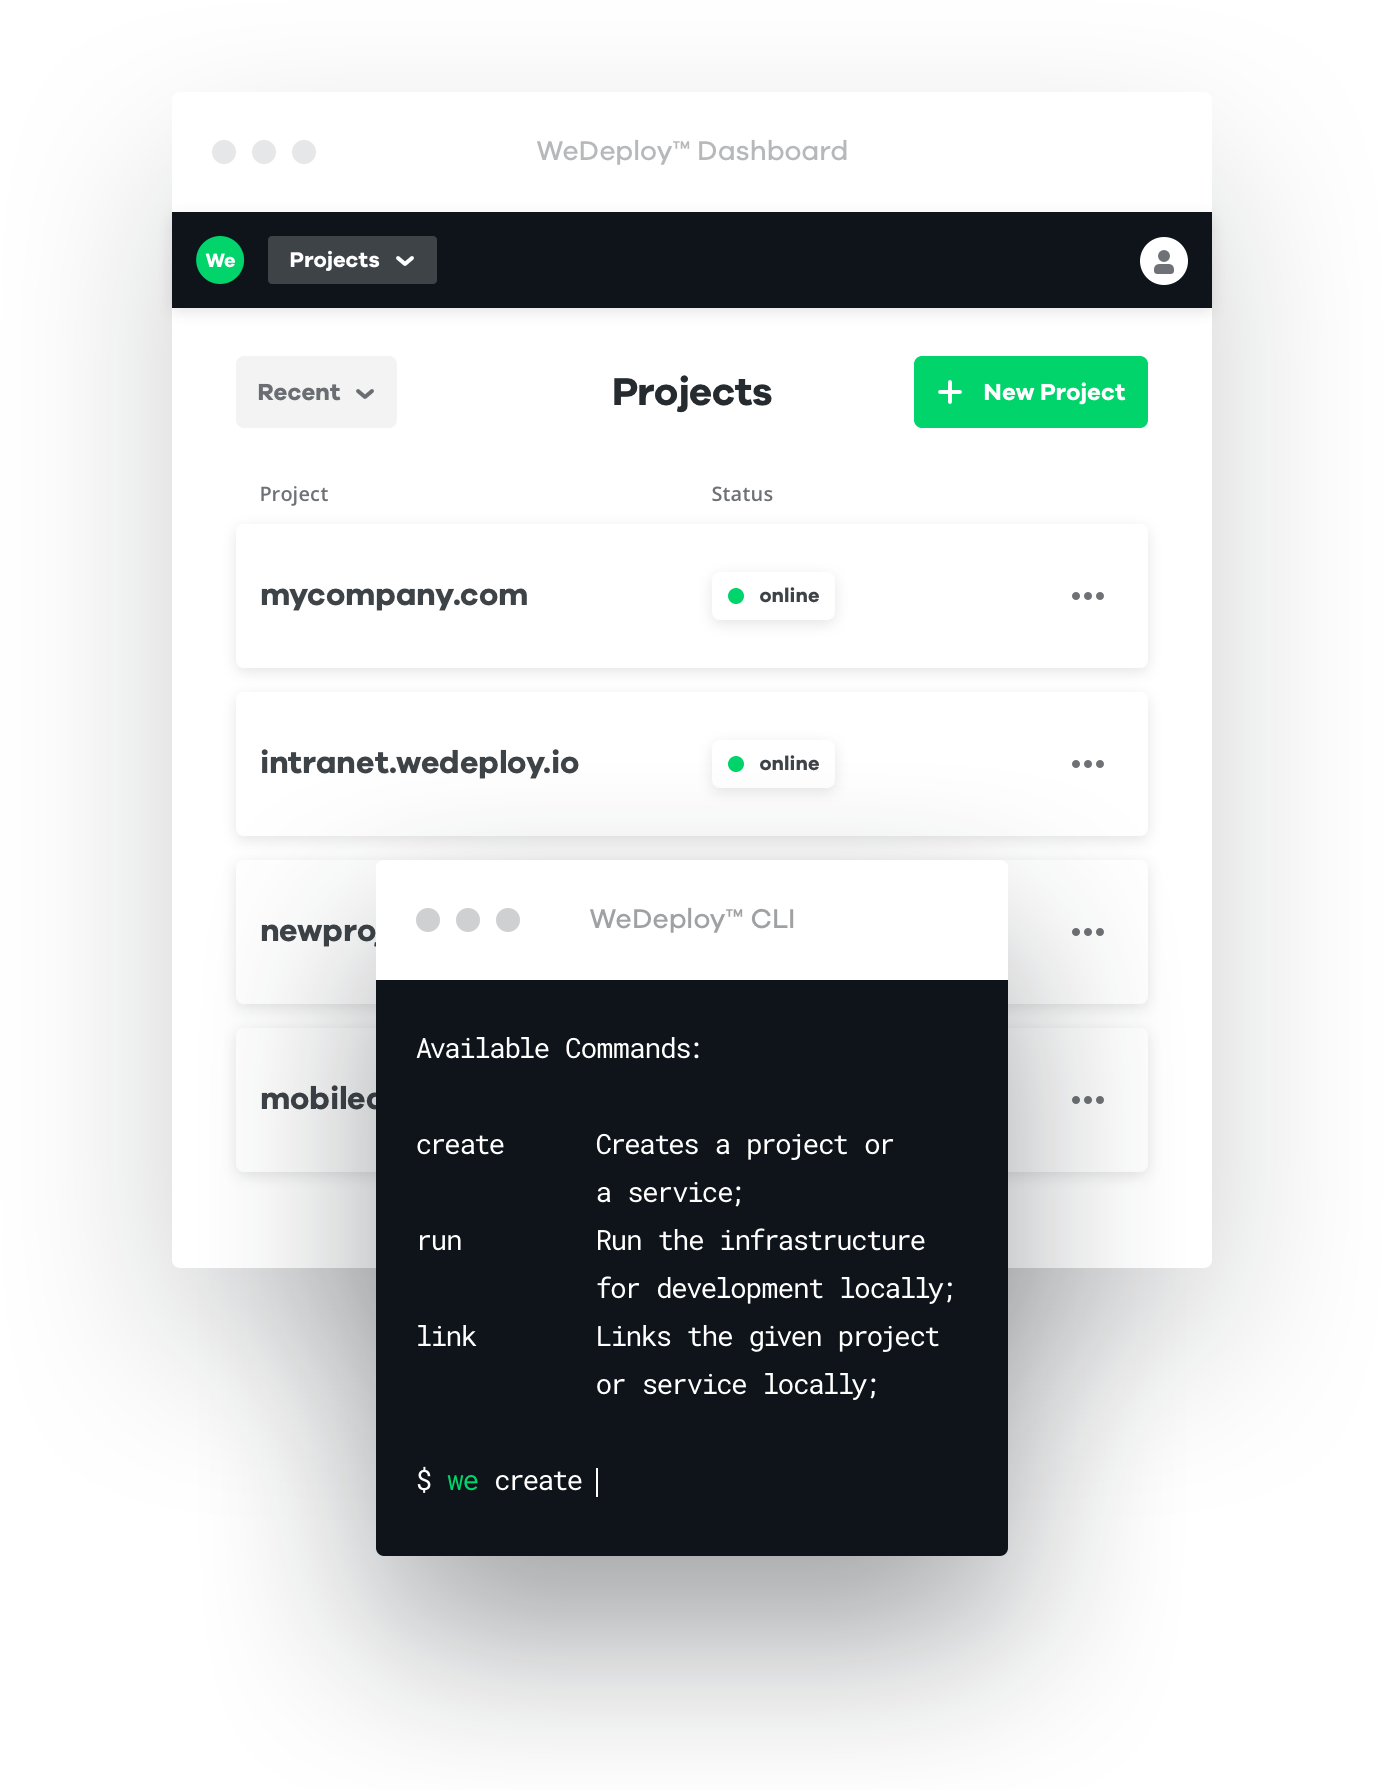 WeDeploy™ Dashboard
We
Projects
Recent
Projects
New Project
Project
Status
mycompany.com
online
intranet.wedeploy.io
online
WeDeploy™ CLI
Available Commands:
create Creates a project or
a service;
run Run the infrastructure
for development locally;
link Links the given project
or service locally;
$ we create